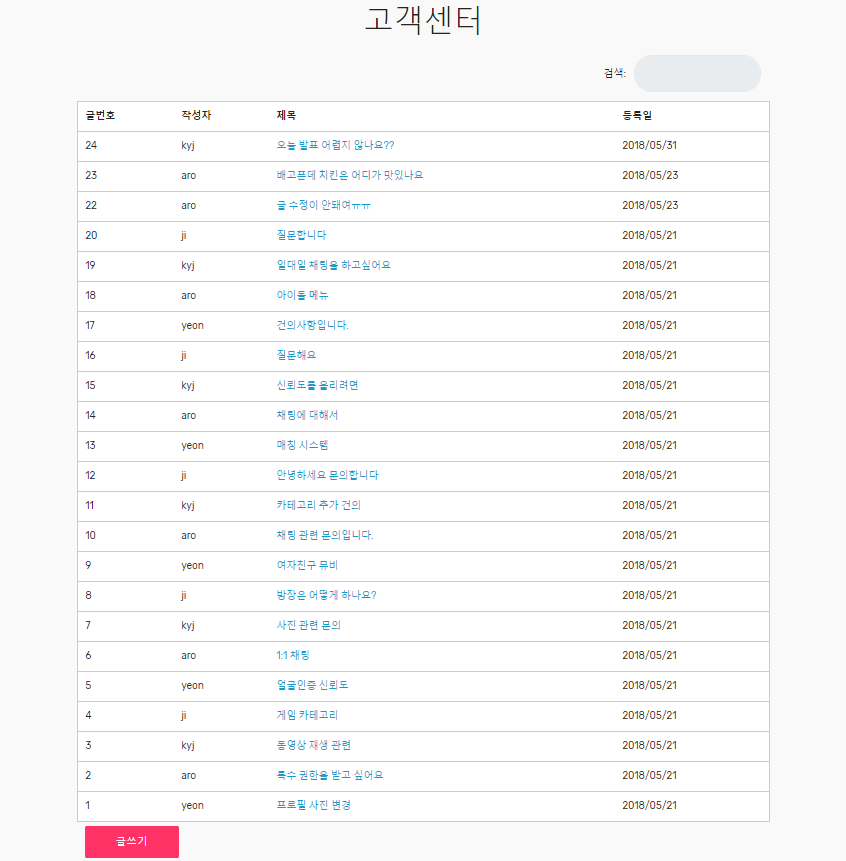 고객센터
검색:
글번호 작성자 제목 등록일
24 kyj 오늘 발표 어렵지 않나요?? 2018/05/31
23 aro 배고픈데 치킨은 어디가 맛있나요 2018/05/23
22 aro 글 수정이 안돼여ㅠㅠ 2018/05/23
20 ji 질문합니다 2018/05/21
19 kyj 일대일 채팅을 하고싶어요 2018/05/21
18 aro 아이돌 메뉴 2018/05/21
17 yeon 건의사항입니다. 2018/05/21
16 ji 질문해요 2018/05/21
15 kyj 신뢰도를 올리려면 2018/05/21
14 aro 채팅에 대해서 2018/05/21
13 yeon 매칭 시스템 2018/05/21
12 ji 안녕하세요 문의합니다 2018/05/21
11 kyj 카테고리 추가 건의 2018/05/21
10 aro 채팅 관련 문의입니다. 2018/05/21
9 yeon 여자친구 뮤비 2018/05/21
8 ji 방장은 어떻게 하나요? 2018/05/21
7 kyj 사진 관련 문의 2018/05/21
6 aro 1:1 채팅 2018/05/21
5 yeon 얼굴인증 신뢰도 2018/05/21
4 ji 게임 카테고리 2018/05/21
3 kyj 동영상 재생 관련 2018/05/21
2 aro 특수 권한을 받고 싶어요 2018/05/21
1 yeon 프로필 사진 변경 2018/05/21
글쓰기